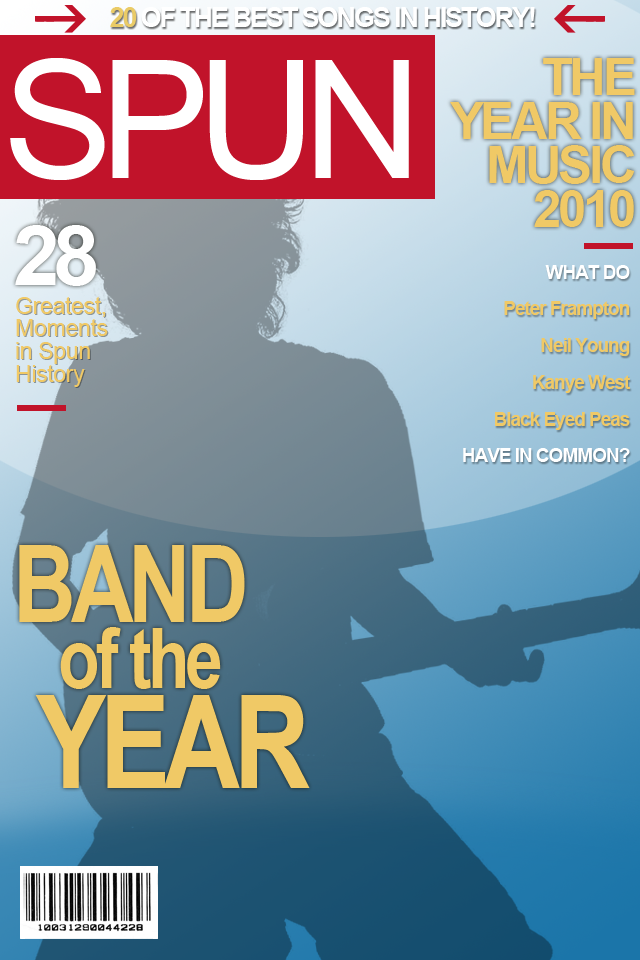 20 OF THE BEST SONGS IN HISTORY!
SPUN
THE
YEAR IN
MUSIC
2010
28
Greatest,
Moments
in Spun
History
WHAT DO
Peter Frampton
Neil Young
Kanye West
Black Eyed Peas
HAVE IN COMMON?
BAND
of the
YEAR
10031290044228